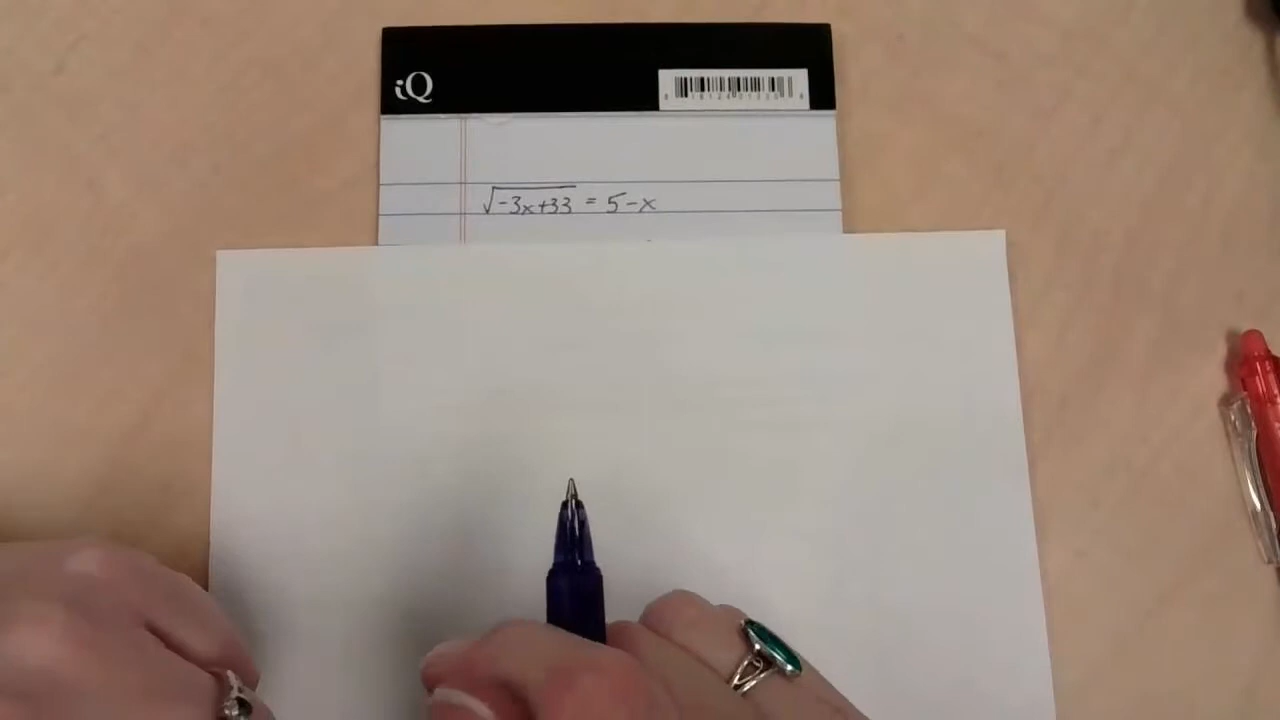 iQ
√-3x+33 = 5-x